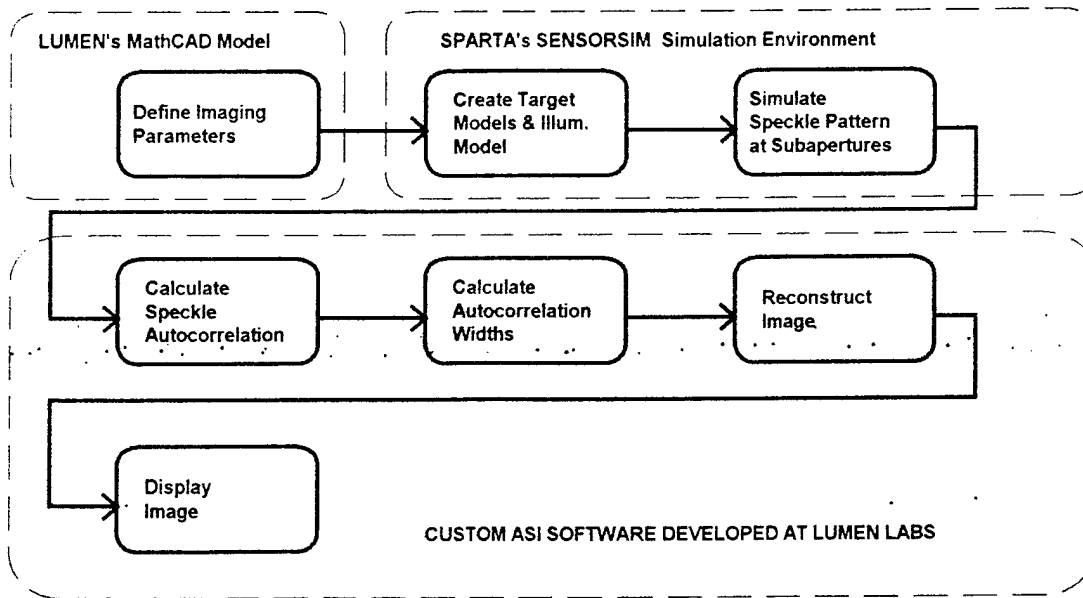 LUMEN's MathCAD Model
SPARTA's SENSORSIM Simulation Environment
Define Imaging
Parameters
Create Target
Models & Illum.
Model
Simulate
Speckle Pattern
at Subapertures
Calculate
Speckle
Autocorrelation
Calculate
Autocorrelation
Widths
Reconstruct
Image
Display
Image
CUSTOM ASI SOFTWARE DEVELOPED AT LUMEN LABS